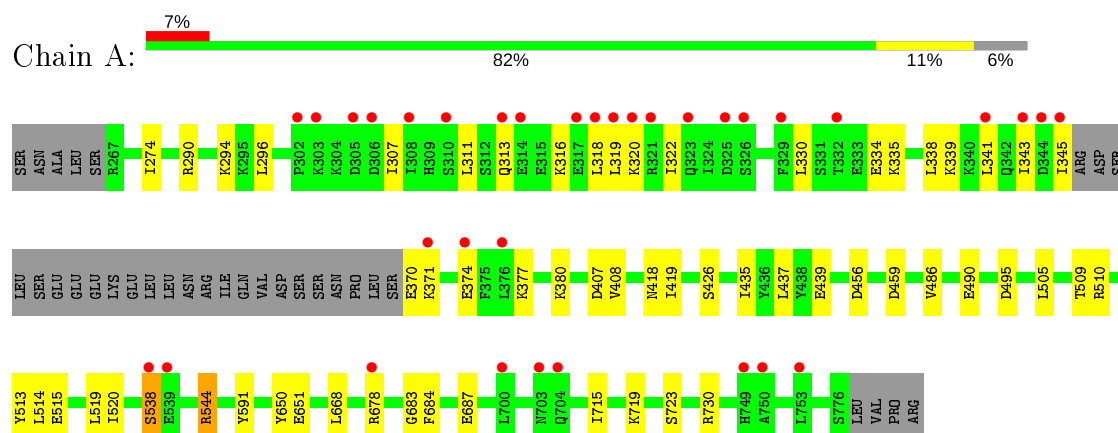 7%
Chain A:
82% 11% 6%
SER ASN ALA LEU SER R267 I274 R290 K294 K295 L296 P302 K303 K304 D305 D306 I307 I308 H309 S310 L311 S312 Q313 E314 E315 K316 E317 L318 L319 K320 R321 I322 Q323 I324 D325 S326 F329 L330 S331 T332 E333 E334 K335 L338 K339 K340 L341 Q342 I343 D344 I345 ARG ASP SER
LEU SER GLU GLU GLU LYS GLU LEU LEU ASN ARG ILE GLN VAL ASP SER SER ASN PRO LEU SER E370 K371 E374 F375 L376 K377 K380 D407 V408 N418 I419 S426 I435 Y436 L437 Y438 E439 D456 D459 V486 E490 D495 L505 T509 R510
Y513 L514 E515 L519 I520 S538 E539 R544 Y591 Y650 E651 L668 R678 G683 F684 E687 L700 N703 Q704 I715 K719 S723 R730 H749 A750 L753 S776 LEU VAL PRO ARG